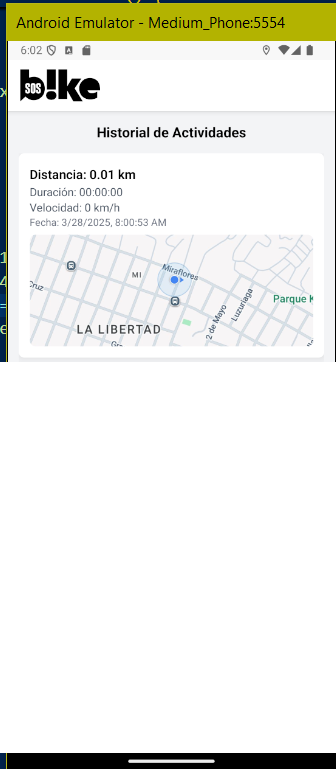 Android Emulator - Medium_Phone:5554
6:02
SOS
b!ke
Historial de Actividades
Distancia: 0.01 km
Duración: 00:00:00
Velocidad: 0 km/h
Fecha: 3/28/2025, 8:00:53 AM
Miraflores
MI
Cruz
Parque K
Luzuriaga
2 de Mayo
LA LIBERTAD